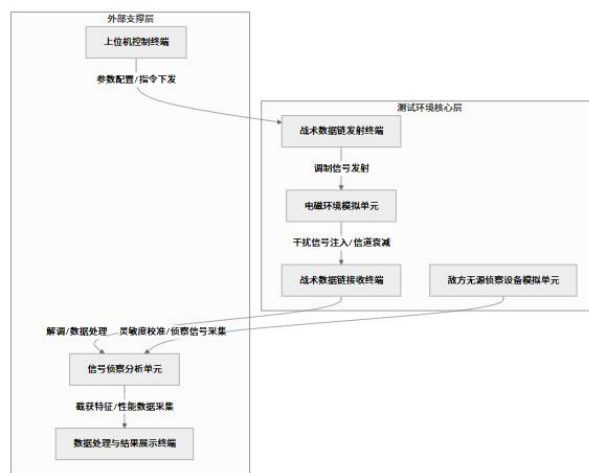 外部支撑层
上位机控制终端
参数配置/指令下发
测试环境核心层
战术数据链发射终端
调制信号发射
电磁环境模拟单元
干扰信号注入/信道衰减
战术数据链接收终端
敌方无源侦察设备模拟单元
解调/数据处理
灵敏度校准/侦察信号采集
信号侦察分析单元
截获特征/性能数据采集
数据处理与结果展示终端